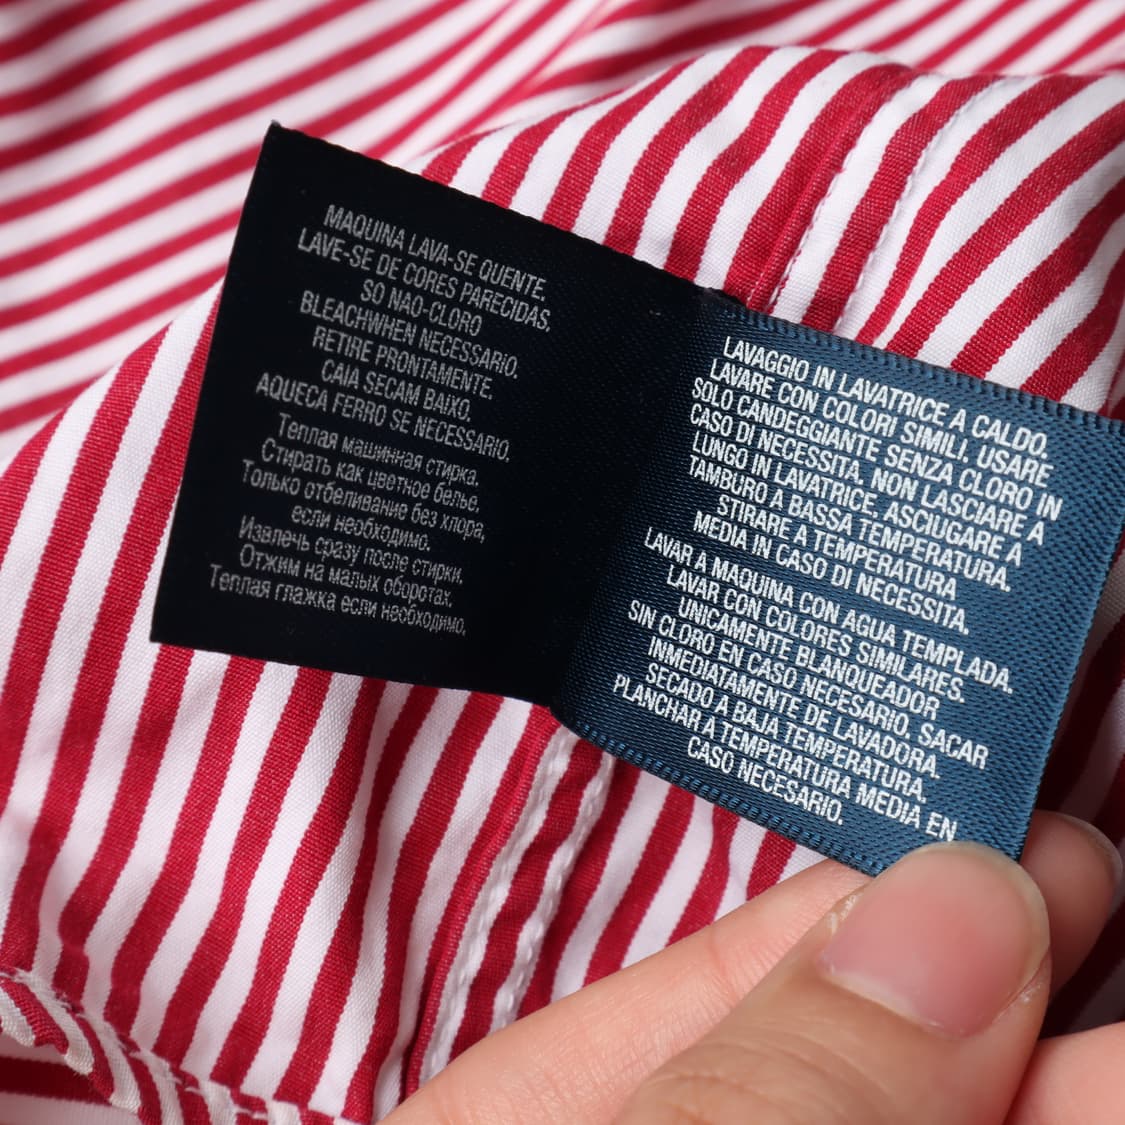 MAQUINA LAVA-SE QUENTE.
LAVE-SE DE CORES PARECIDAS.
SO NAO-CLORO
BLEACHWHEN NECESSARIO.
RETIRE PRONTAMENTE.
CAIA SECAM BAIXO.
AQUECA FERRO SE NECESSARIO.
Теплая машинная стирка.
Стирать как цветное белье.
Только отбеливание без хлора,
если необходимо.
Извлечь сразу после стирки.
Отжим на малых оборотах.
Теплая глажка если необходимо.
LAVAGGIO IN LAVATRICE A CALDO.
LAVARE CON COLORI SIMILI. USARE
SOLO CANDEGGIANTE SENZA CLORO IN
CASO DI NECESSITA. NON LASCIARE A
LUNGO IN LAVATRICE. ASCIUGARE A
TAMBURO A BASSA TEMPERATURA.
STIRARE A TEMPERATURA
MEDIA IN CASO DI NECESSITA.
LAVAR A MAQUINA CON AGUA TEMPLADA.
LAVAR CON COLORES SIMILARES.
UNICAMENTE BLANQUEADOR
SIN CLORO EN CASO NECESARIO. SACAR
INMEDIATAMENTE DE LAVADORA.
SECADO A BAJA TEMPERATURA.
PLANCHAR A TEMPERATURA MEDIA EN
CASO NECESARIO.